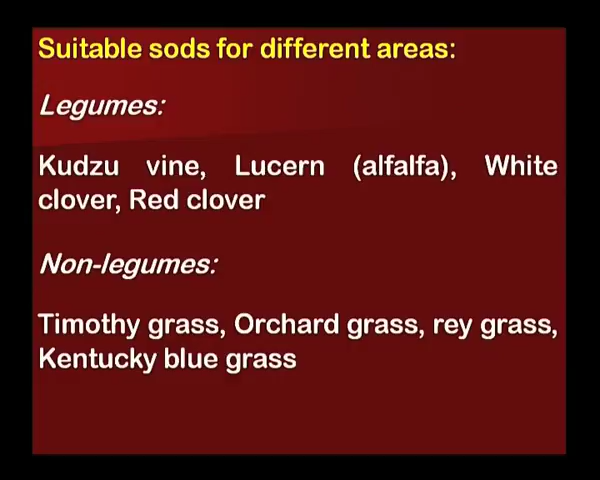 Suitable sods for different areas:
Legumes:
Kudzu vine, Lucern (alfalfa), White
clover, Red clover
Non-legumes:
Timothy grass, Orchard grass, rey grass,
Kentucky blue grass